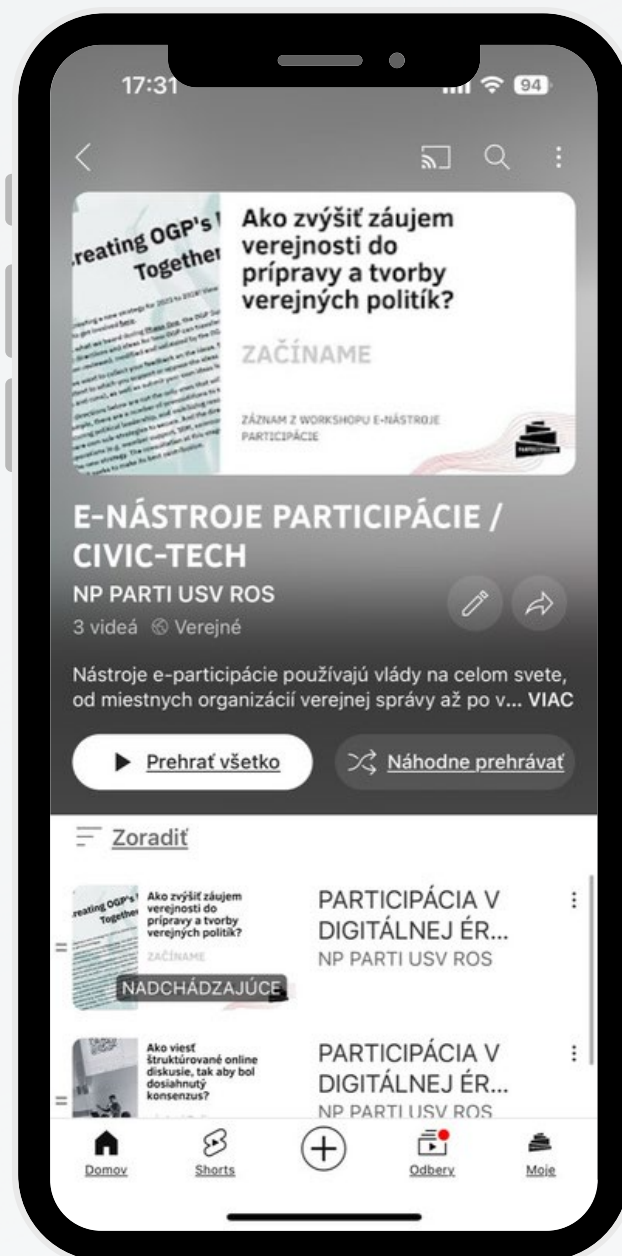 17:31
94
reating OGP's
Together
Ako zvýšiť záujem
verejnosti do
prípravy a tvorby
verejných politík?
ZAČÍNAME
ZÁZNAM Z WORKSHOPU E-NÁSTROJE
PARTICIPÁCIE
E-NÁSTROJE PARTICIPÁCIE /
CIVIC-TECH
NP PARTI USV ROS
3 videá Verejné
Nástroje e-participácie používajú vlády na celom svete,
od miestnych organizácií verejnej správy až po v... VIAC
Prehrať všetko
Náhodne prehrávať
Zoradiť
reating OGP's
Together
Ako zvýšiť záujem
verejnosti do
prípravy a tvorby
verejných politík?
ZAČÍNAME
NADCHÁDZAJÚCE
PARTICIPÁCIA V
DIGITÁLNEJ ÉR...
NP PARTI USV ROS
Ako viesť
štruktúrované online
diskusie, tak aby bol
dosiahnutý
konsenzus?
PARTICIPÁCIA V
DIGITÁLNEJ ÉR...
NP PARTI USV ROS
Domov
Shorts
Odbery
Moje